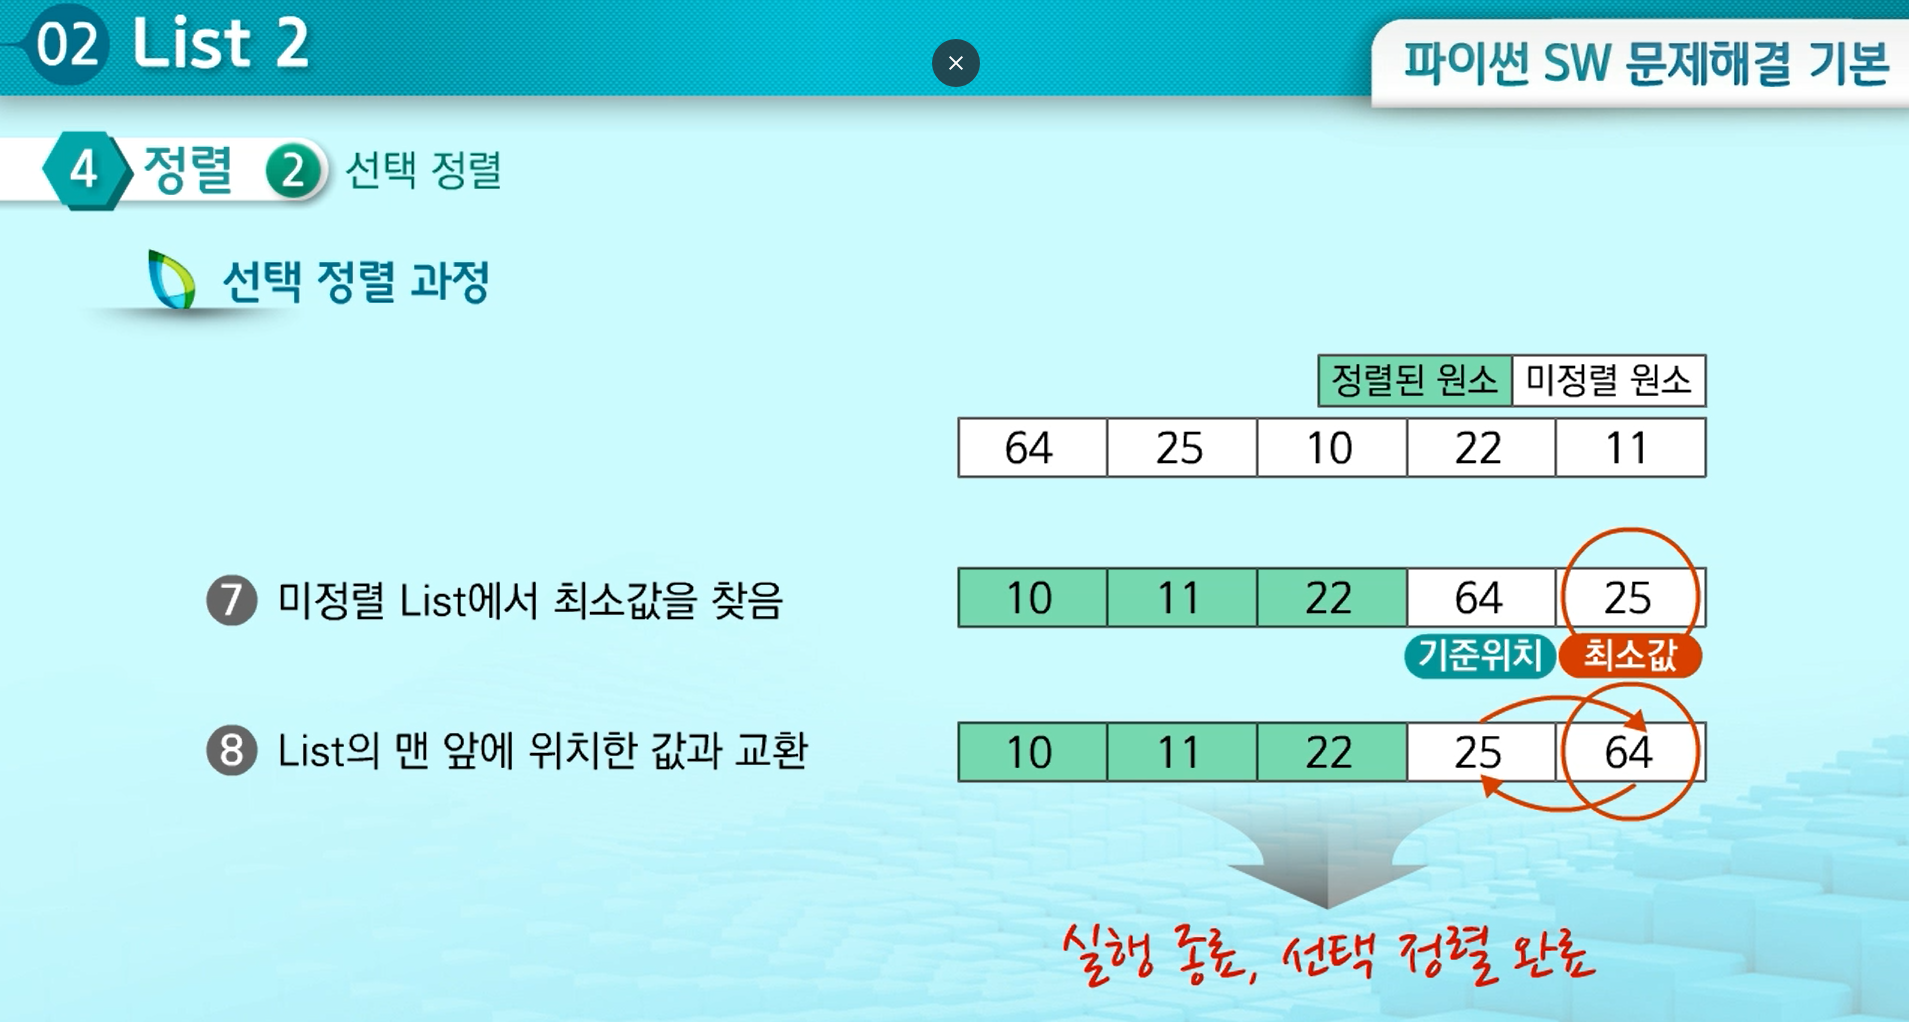 02 List 2
파이썬 SW 문제해결 기본
4 정렬 2 선택 정렬
선택 정렬 과정
정렬된 원소 미정렬 원소
64 25 10 22 11
7 미정렬 List에서 최소값을 찾음 10 11 22 64 25
기준위치 최소값
8 List의 맨 앞에 위치한 값과 교환 10 11 22 25 64
실행 종료, 선택 정렬 완료